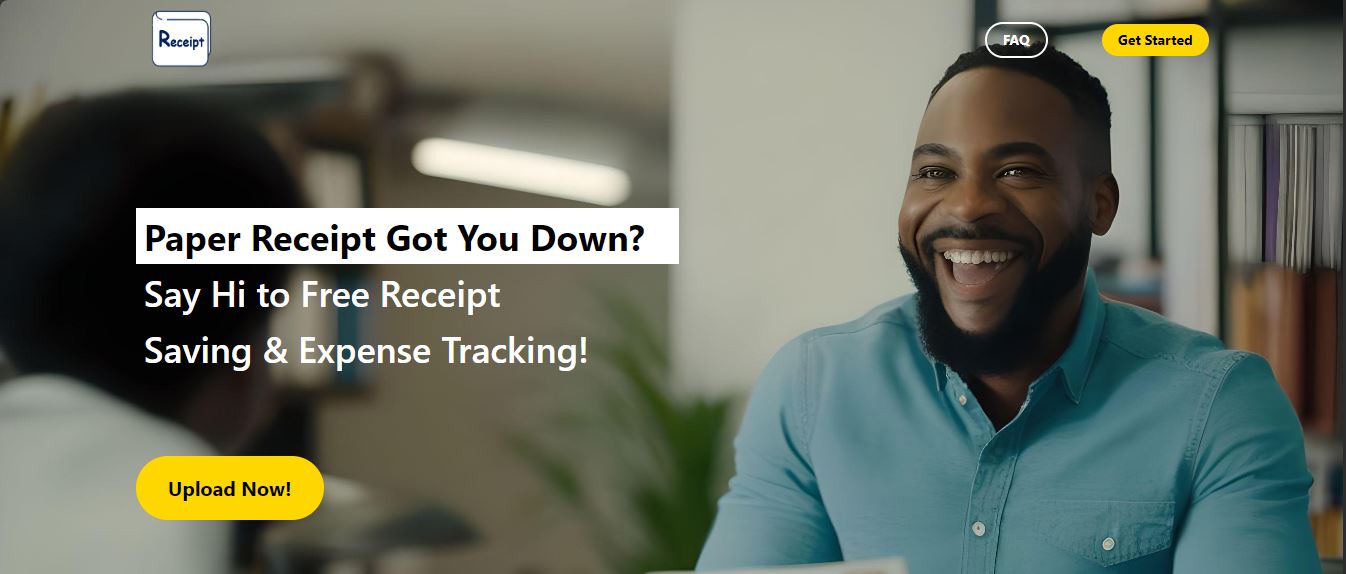 Receipt
FAQ
Get Started
Paper Receipt Got You Down?
Say Hi to Free Receipt
Saving & Expense Tracking!
Upload Now!